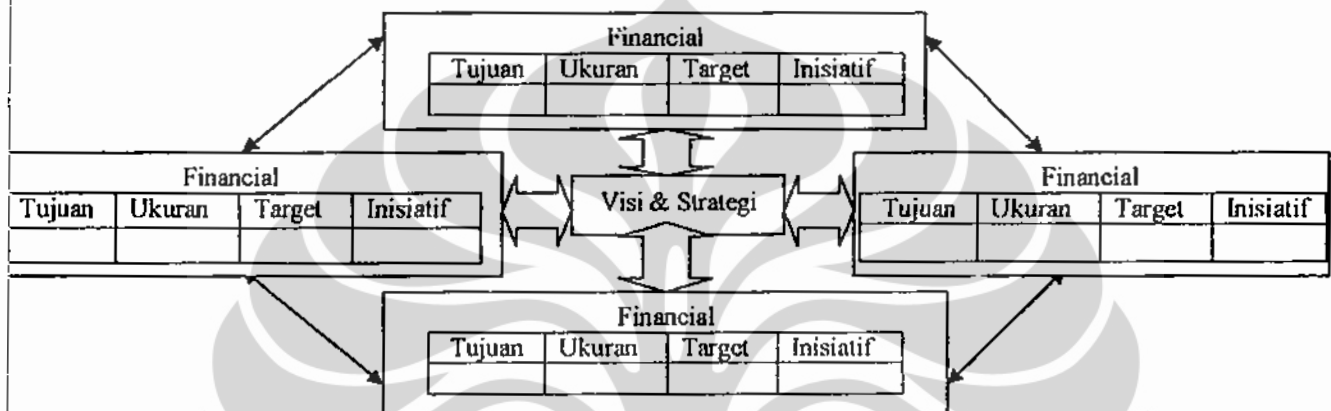 Financial
Tujuan Ukuran Target Inisiatif
Financial
Tujuan Ukuran Target Inisiatif
Visi & Strategi
Financial
Tujuan Ukuran Target Inisiatif
Financial
Tujuan Ukuran Target Inisiatif